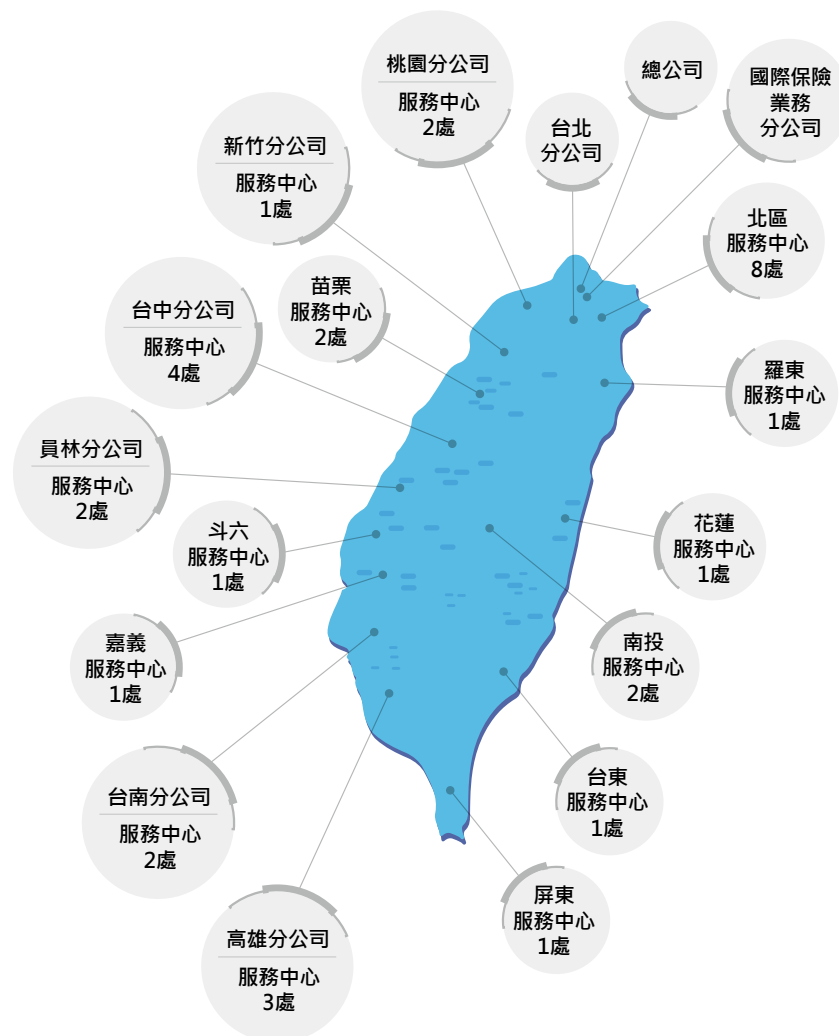 桃園分公司
服務中心
2處
總公司
國際保險
業務
分公司
台北
分公司
新竹分公司
服務中心
1處
北區
服務中心
8處
苗栗
服務中心
2處
台中分公司
服務中心
4處
羅東
服務中心
1處
員林分公司
服務中心
2處
斗六
服務中心
1處
花蓮
服務中心
1處
嘉義
服務中心
1處
南投
服務中心
2處
台南分公司
服務中心
2處
台東
服務中心
1處
屏東
服務中心
1處
高雄分公司
服務中心
3處